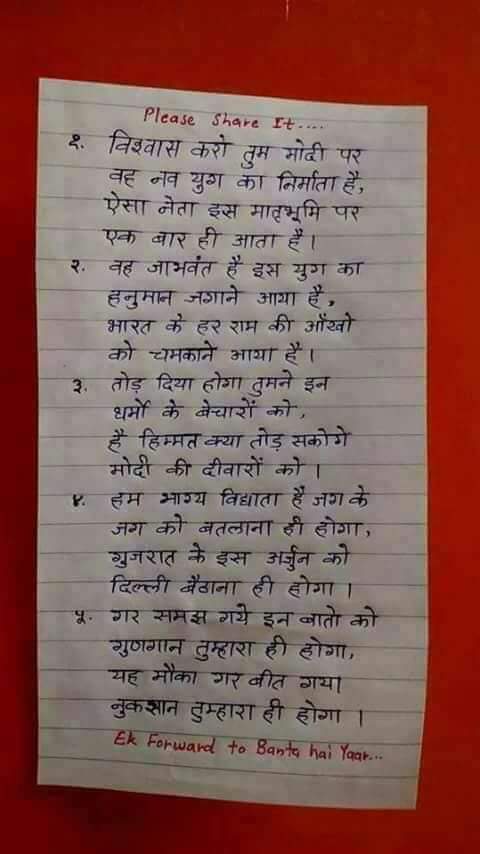 Please Share It....
१. विश्वास करो तुम मोदी पर
वह नव युग का निर्माता है,
ऐसा नेता इस मातृभूमि पर
एक बार ही आता है।
२. वह जाभवंत है इस युग का
हनुमान जगाने आया है,
भारत के हर राम की आँखो
को चमकाने आया है।
३. तोड़ दिया होगा तुमने इन
धर्मो के बेचारों को,
है हिम्मत क्या तोड़ सकोगे
मोदी की दीवारों को।
४. हम भाग्य विद्याता है जग के
जग को बतलाना ही होगा,
गुजरात के इस अर्जुन को
दिल्ली बैठाना ही होगा।
५. गर समझ गये इन बातो को
गुणगान तुम्हारा ही होगा,
यह मौका गर बीत गया
नुकशान तुम्हारा ही होगा।
Ek Forward to Banta hai Yaar...